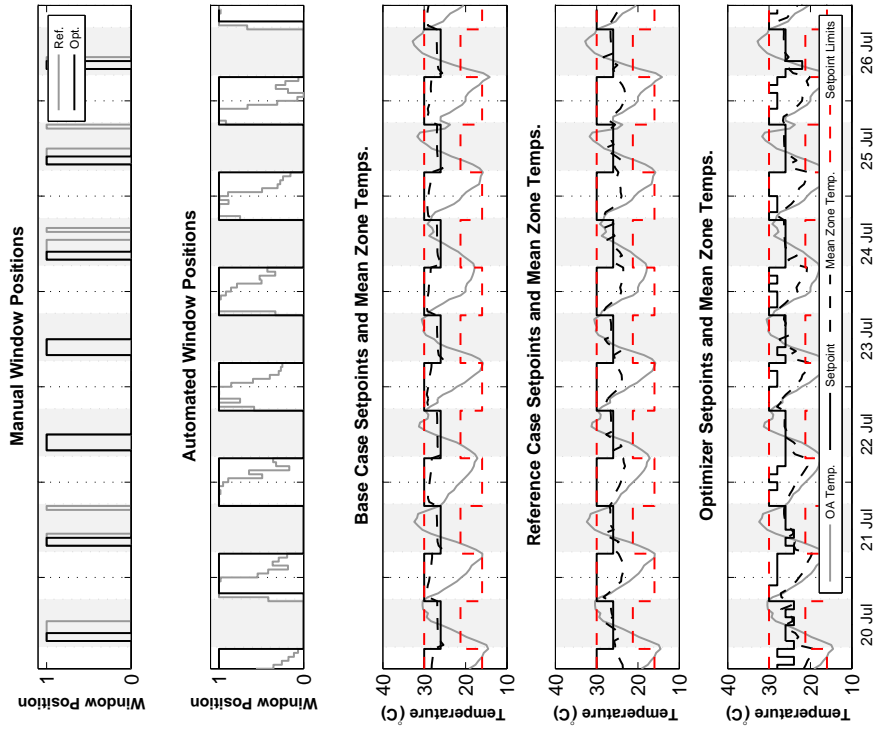 Manual Window Positions
Window Position
1
0
Ref.
Opt.
Automated Window Positions
Window Position
1
0
Base Case Setpoints and Mean Zone Temps.
Temperature (°C)
40
30
20
10
Reference Case Setpoints and Mean Zone Temps.
Temperature (°C)
40
30
20
10
Optimizer Setpoints and Mean Zone Temps.
Temperature (°C)
40
30
20
10
OA Temp.
Setpoint
Mean Zone Temp.
Setpoint Limits
20 Jul
21 Jul
22 Jul
23 Jul
24 Jul
25 Jul
26 Jul